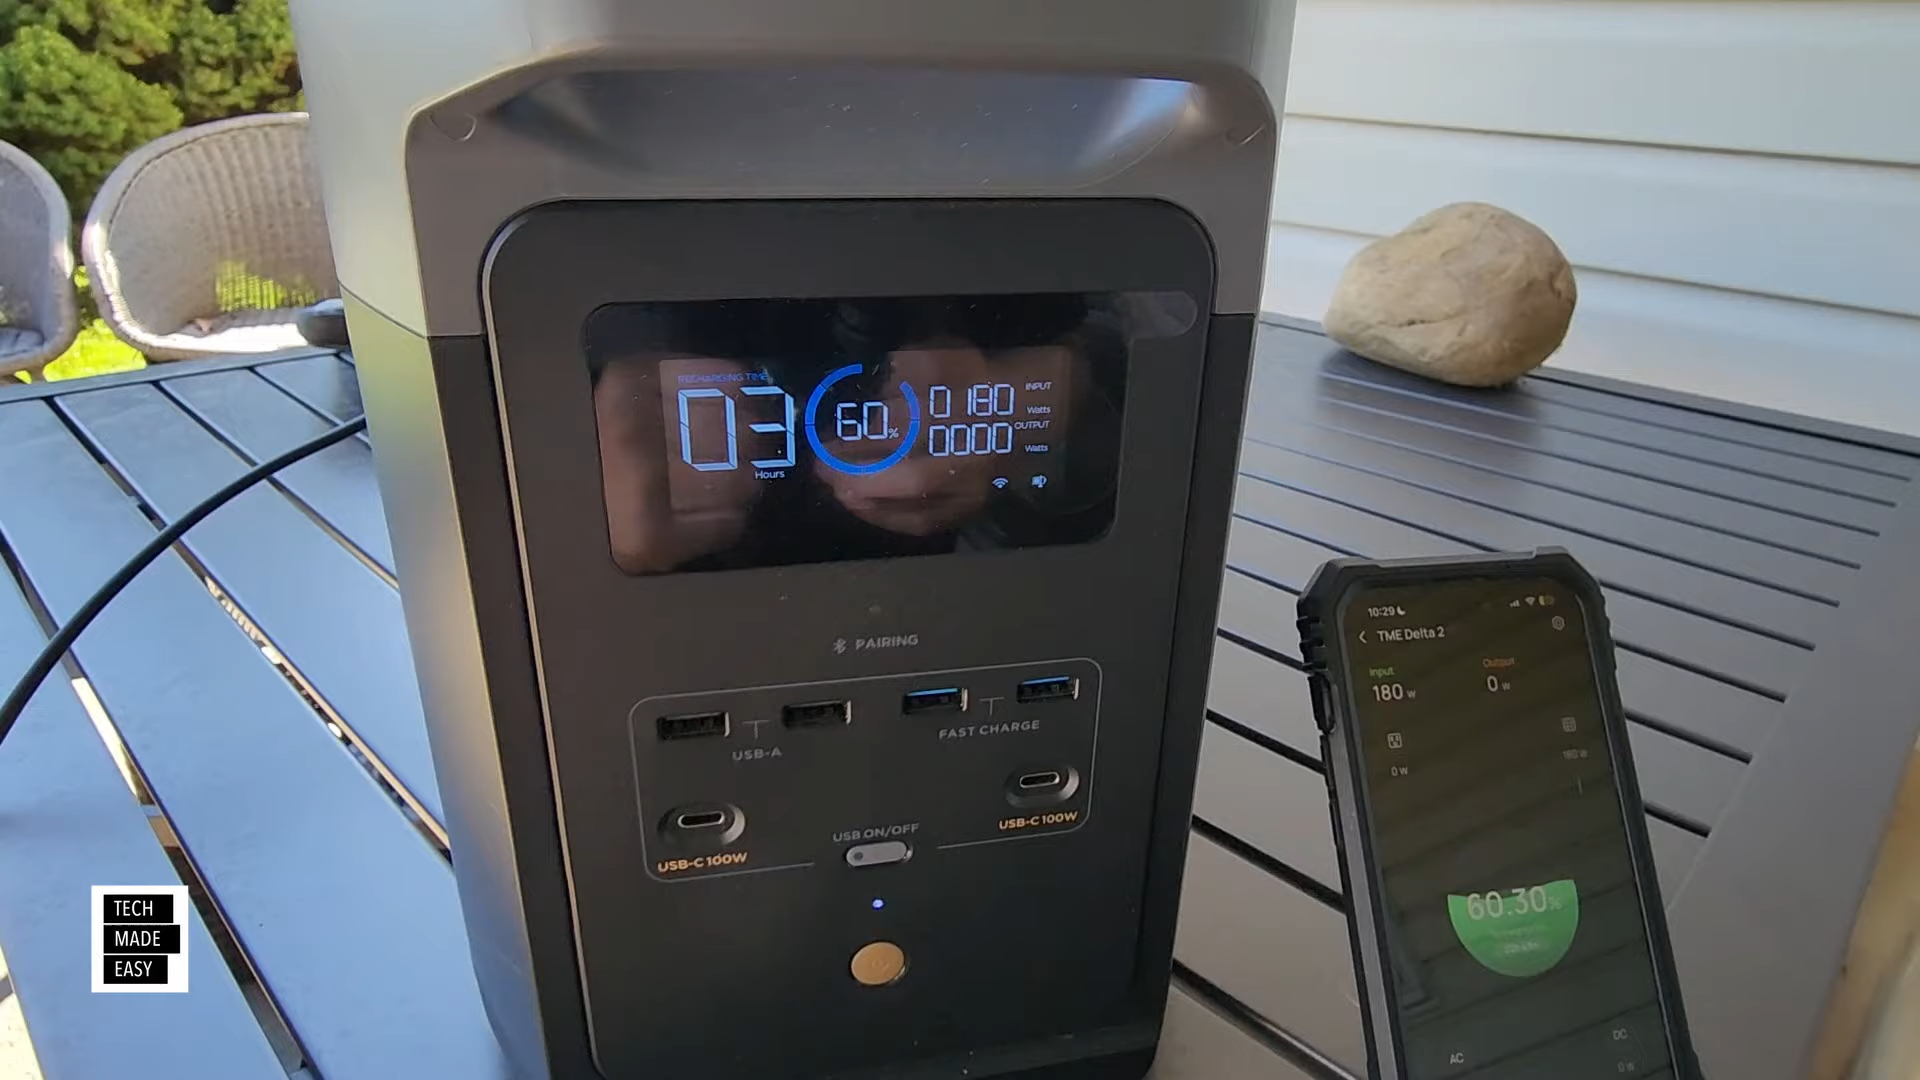 RECHARGING TIME
03
Hours
60%
0180
INPUT
Watts
0000
OUTPUT
Watts
PAIRING
USB-A
FAST CHARGE
USB-C 100W
USB ON/OFF
USB-C 100W
10:29
TME Delta 2
Input
180 W
Output
0 W
0 W
180 W
60.30%
AC
DC
0 W
TECH
MADE
EASY